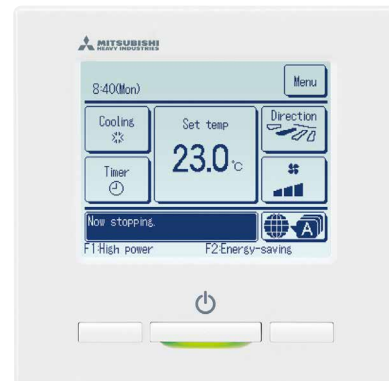 MITSUBISHI
HEAVY INDUSTRIES
8:40(Mon)
Menu
Cooling
Set temp
Direction
23.0°C
Timer
Now stopping.
A
F1:High power
F2:Energy-saving